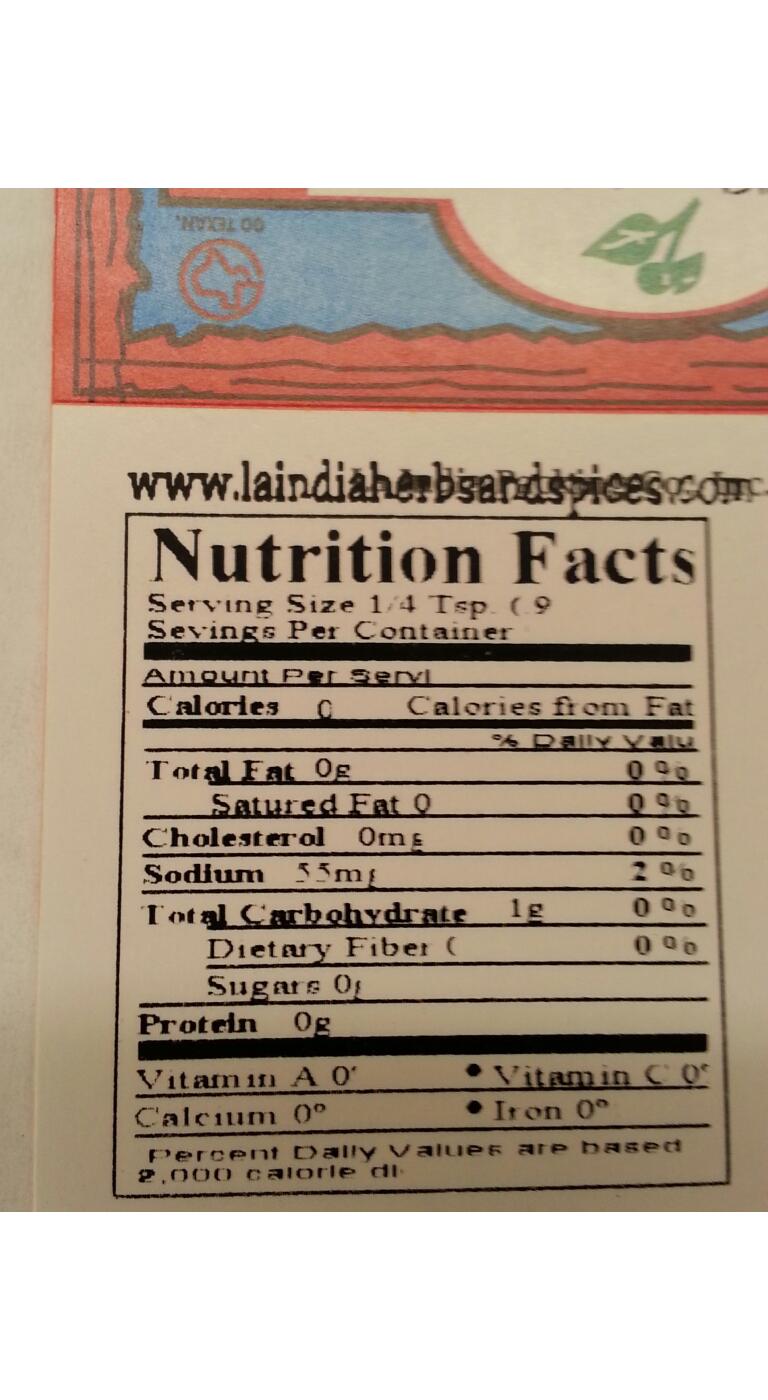 GO TEXAN.
www.laindiaherbsandspices.com
Nutrition Facts
Serving Size 1/4 Tsp. (.9
Sevings Per Container
Amount Per Servi
Calories 0 Calories from Fat
% Daily Valu
Total Fat 0g 0%
Satured Fat 0 0%
Cholesterol 0mg 0%
Sodium 55mg 2%
Total Carbohydrate 1g 0%
Dietary Fiber ( 0%
Sugars 0g
Protein 0g
Vitamin A 0 • Vitamin C 0
Calcium 0 • Iron 0
Percent Daily Values are based
2,000 calorie di